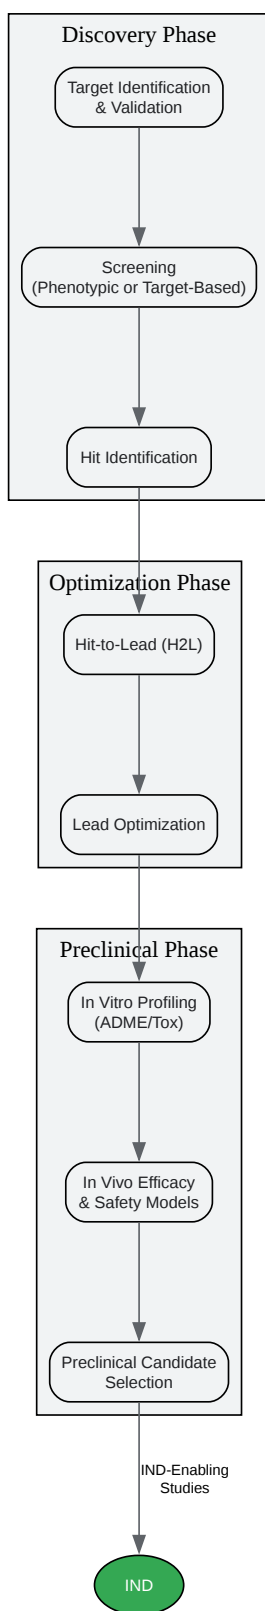 Discovery Phase
Target Identification
& Validation
Screening
(Phenotypic or Target-Based)
Hit Identification
Optimization Phase
Hit-to-Lead (H2L)
Lead Optimization
Preclinical Phase
In Vitro Profiling
(ADME/Tox)
In Vivo Efficacy
& Safety Models
Preclinical Candidate
Selection
IND-Enabling
Studies
IND